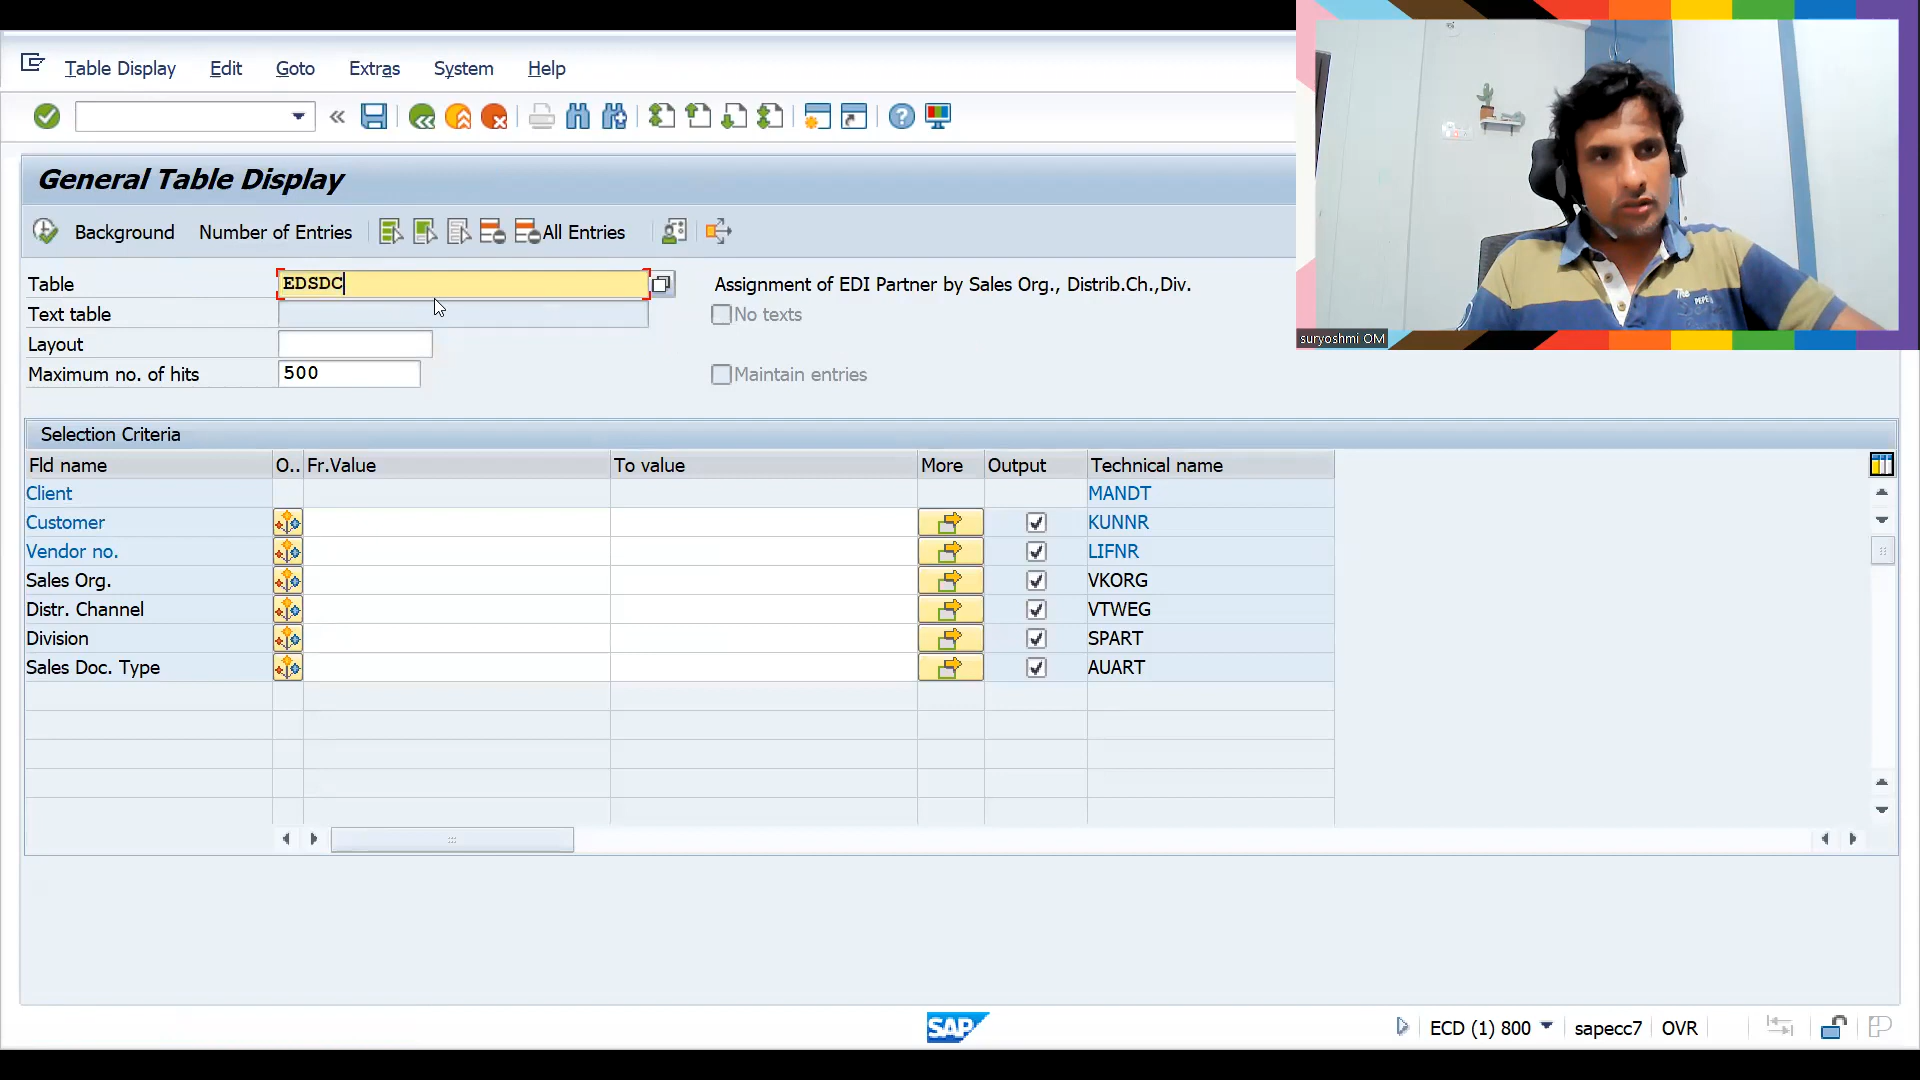 Table Display Edit Goto Extras System Help
General Table Display
Background Number of Entries All Entries
Table EDSDC Assignment of EDI Partner by Sales Org., Distrib.Ch.,Div.
Text table No texts
Layout
Maximum no. of hits 500 Maintain entries
Selection Criteria
Fld name O.. Fr.Value To value More Output Technical name
Client MANDT
Customer KUNNR
Vendor no. LIFNR
Sales Org. VKORG
Distr. Channel VTWEG
Division SPART
Sales Doc. Type AUART
suryoshmi OM
The
PEPE
SAP ECD (1) 800 sapecc7 OVR